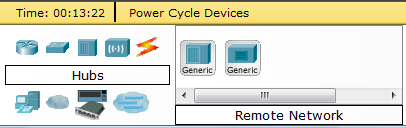 Time: 00:13:22 Power Cycle Devices
Generic Generic
Hubs
Remote Network